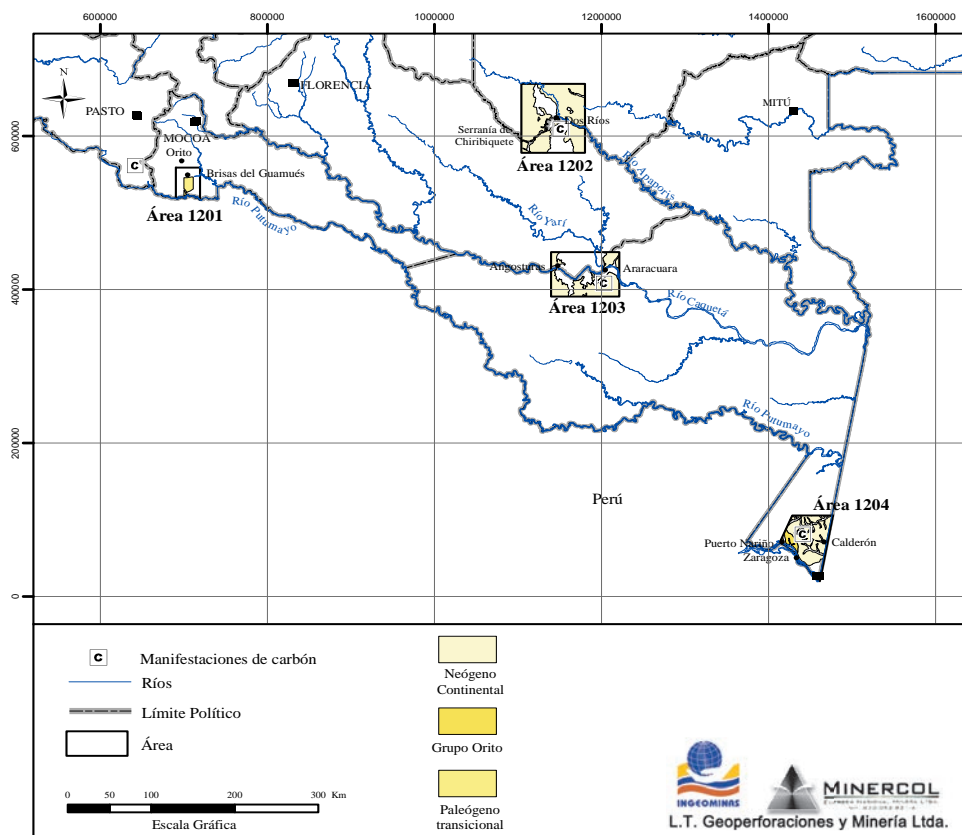 600000 800000 1000000 1200000 1400000 1600000
N
FLORENCIA
PASTO
MOCOA
MITÚ
600000
Dos Ríos
Serranía de
Chiribiquete
C
Área 1202
Orito
C
Brisas del Guamués
Área 1201
Río Putumayo
Río Apaporis
Río Yarí
Angosturas
Araracuara
C
400000
Área 1203
Río Caquetá
Río Putumayo
200000
Perú
Área 1204
C
Puerto Nariño
Calderón
Zaragoza
0
C Manifestaciones de carbón
Ríos
Límite Político
Área
0 50 100 200 300 Km
Escala Gráfica
Neógeno
Continental
Grupo Orito
Paleógeno
transicional
INGEOMINAS
MINERCOL
L.T. Geoperforaciones y Minería Ltda.